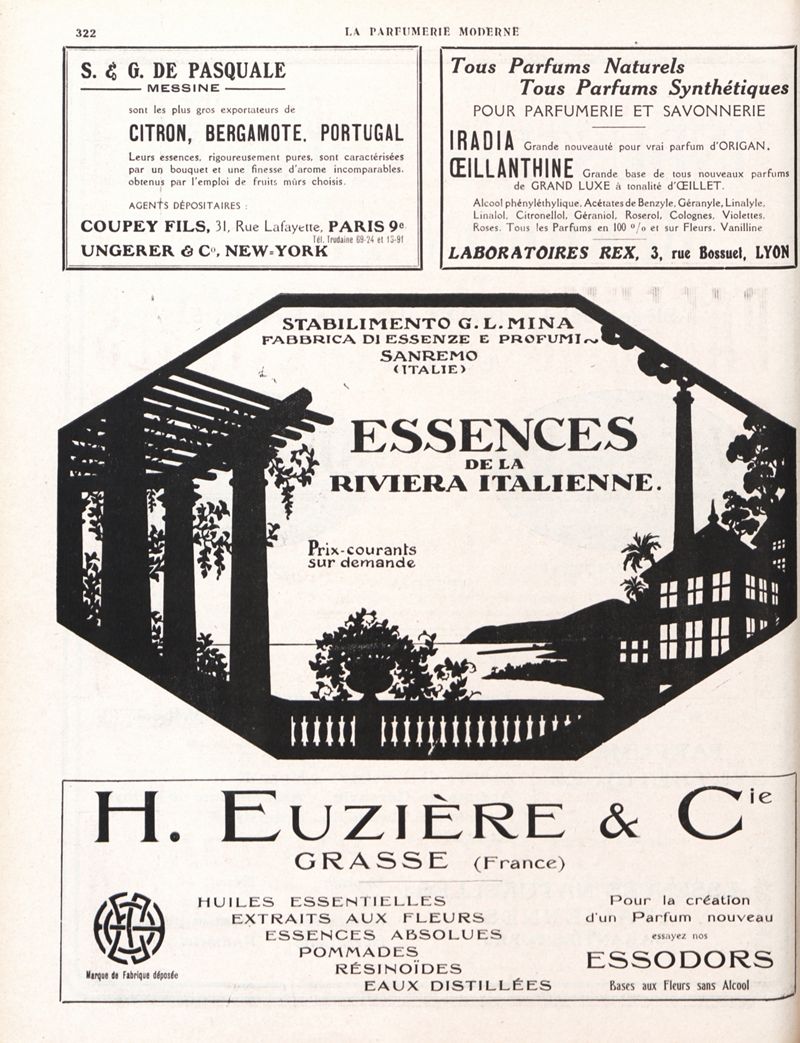 322
LA PARFUMERIE MODERNE
S. & G. DE PASQUALE
MESSINE
sont les plus gros exportateurs de
CITRON, BERGAMOTE, PORTUGAL
Leurs essences, rigoureusement pures, sont caractérisées
par un bouquet et une finesse d'arome incomparables,
obtenus par l'emploi de fruits mûrs choisis.
AGENTS DÉPOSITAIRES :
COUPEY FILS, 31, Rue Lafayette, PARIS 9e
Tél. Trudaine 69-24 et 13-91
UNGERER & Co, NEW-YORK
Tous Parfums Naturels
Tous Parfums Synthétiques
POUR PARFUMERIE ET SAVONNERIE
IRADIA Grande nouveauté pour vrai parfum d'ORIGAN.
ŒILLANTHINE Grande base de tous nouveaux parfums
de GRAND LUXE à tonalité d'ŒILLET.
Alcool phényléthylique, Acétates de Benzyle, Géranyle, Linalyle,
Linalol, Citronellol, Géraniol, Roserol, Colognes, Violettes,
Roses. Tous les Parfums en 100 % et sur Fleurs. Vanilline
LABORATOIRES REX, 3, rue Bossuet, LYON
STABILIMENTO G. L. MINA
FABBRICA DI ESSENZE E PROFUMI~
SANREMO
(ITALIE)
ESSENCES
DE LA
RIVIERA ITALIENNE.
Prix-courants
sur demande
H. EUZIÈRE & Cie
GRASSE (France)
HUILES ESSENTIELLES
EXTRAITS AUX FLEURS
ESSENCES ABSOLUES
POMMADES
RÉSINOÏDES
EAUX DISTILLÉES
Marque de Fabrique déposée
Pour la création
d'un Parfum nouveau
essayez nos
ESSODORS
Bases aux Fleurs sans Alcool